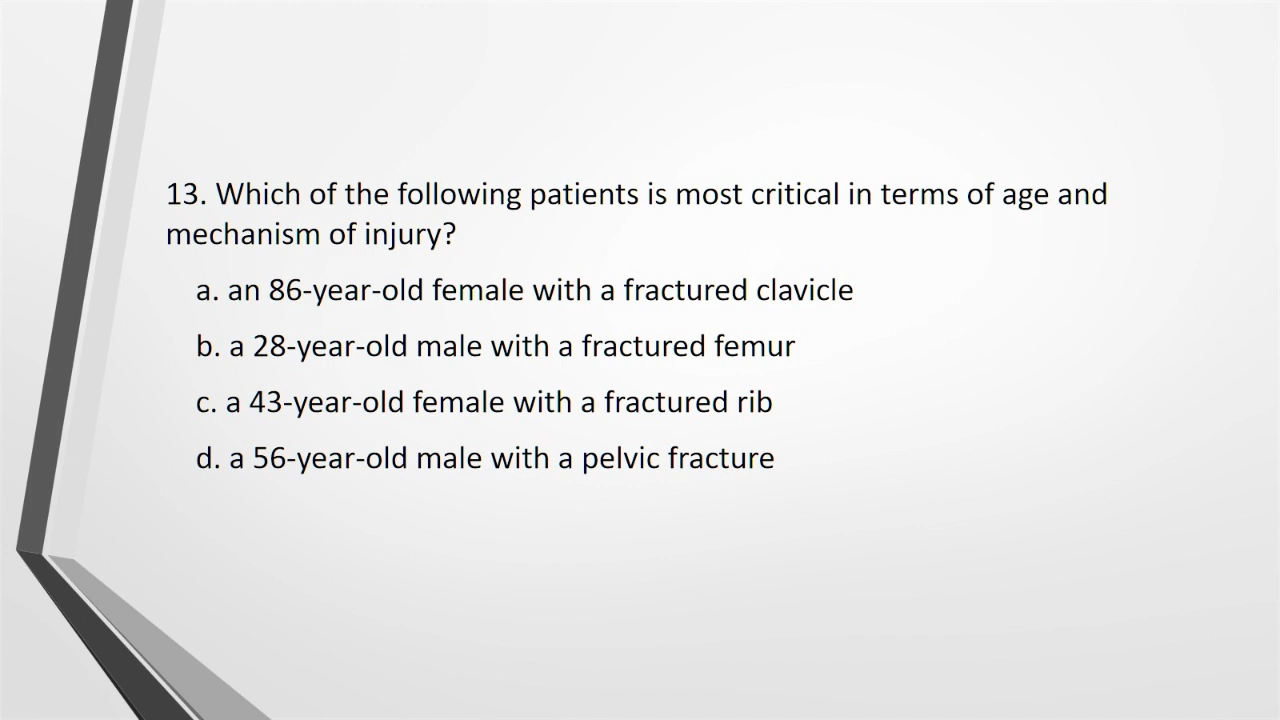 13. Which of the following patients is most critical in terms of age and
mechanism of injury?
a. an 86-year-old female with a fractured clavicle
b. a 28-year-old male with a fractured femur
c. a 43-year-old female with a fractured rib
d. a 56-year-old male with a pelvic fracture